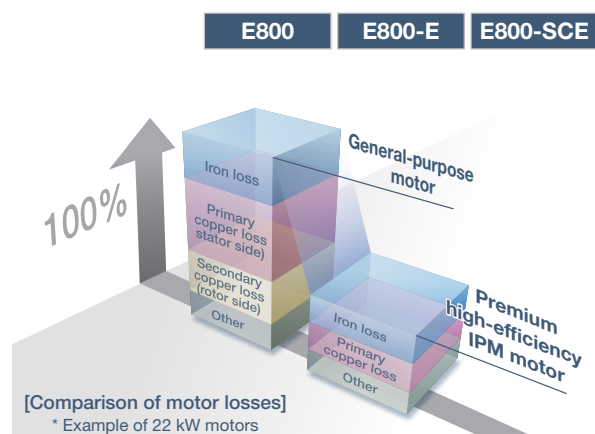 E800
E800-E
E800-SCE
100%
General-purpose
motor
Iron loss
Primary
copper loss
stator side)
Secondary
copper loss
(rotor side)
Other
Premium
high-efficiency
IPM motor
Iron loss
Primary
copper loss
Other
[Comparison of motor losses]
* Example of 22 kW motors